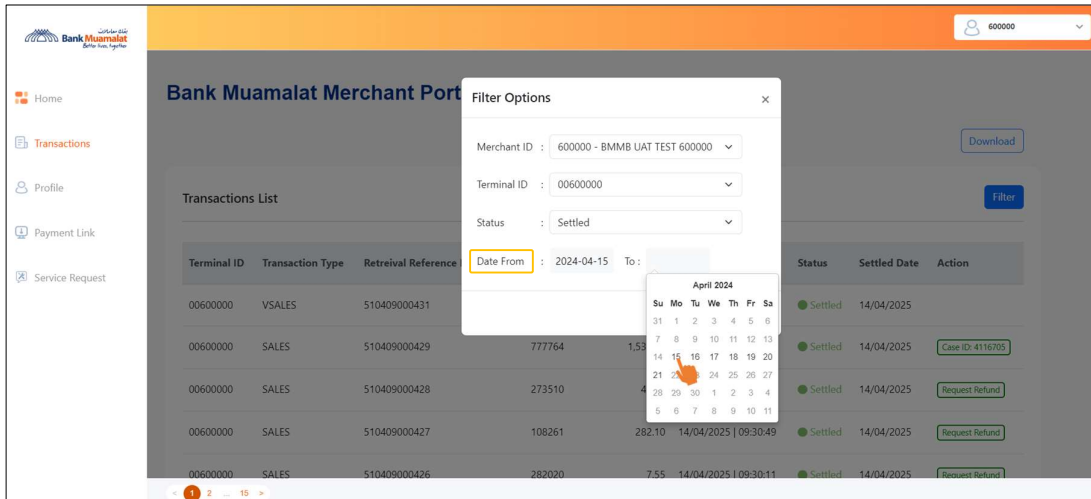 Bank Muamalat
Better lives, together
600000
Home
Transactions
Profile
Payment Link
Service Request
Bank Muamalat Merchant Port
Download
Transactions List
Filter
Filter Options ×
Merchant ID : 600000 - BMMB UAT TEST 600000
Terminal ID : 00600000
Status : Settled
Date From : 2024-04-15 To :
April 2024
Su Mo Tu We Th Fr Sa
31 1 2 3 4 5 6
7 8 9 10 11 12 13
14 15 16 17 18 19 20
21 24 25 26 27
28 29 30 1 2 3 4
5 6 7 8 9 10 11
Terminal ID Transaction Type Retreival Reference Status Settled Date Action
00600000 VSALES 510409000431 Settled 14/04/2025
00600000 SALES 510409000429 777764 1,53 Settled 14/04/2025 Case ID: 4116705
00600000 SALES 510409000428 273510 4 Settled 14/04/2025 Request Refund
00600000 SALES 510409000427 108261 282.10 14/04/2025 | 09:30:49 Settled 14/04/2025 Request Refund
00600000 SALES 510409000426 282020 7.55 14/04/2025 | 09:30:11 Settled 14/04/2025 Request Refund
< 1 2 ... 15 >